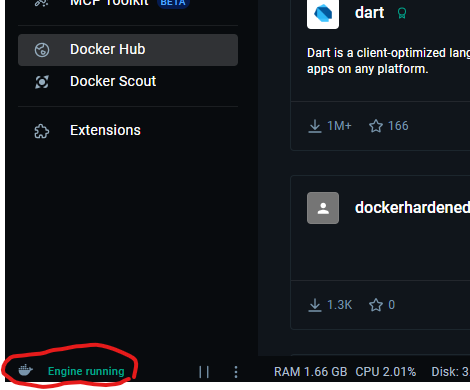 MCP Toolkit BETA
Docker Hub
Docker Scout
Extensions
dart
Dart is a client-optimized lang
apps on any platform.
1M+ 166
dockerhardened
1.3K 0
Engine running
RAM 1.66 GB CPU 2.01% Disk: 3